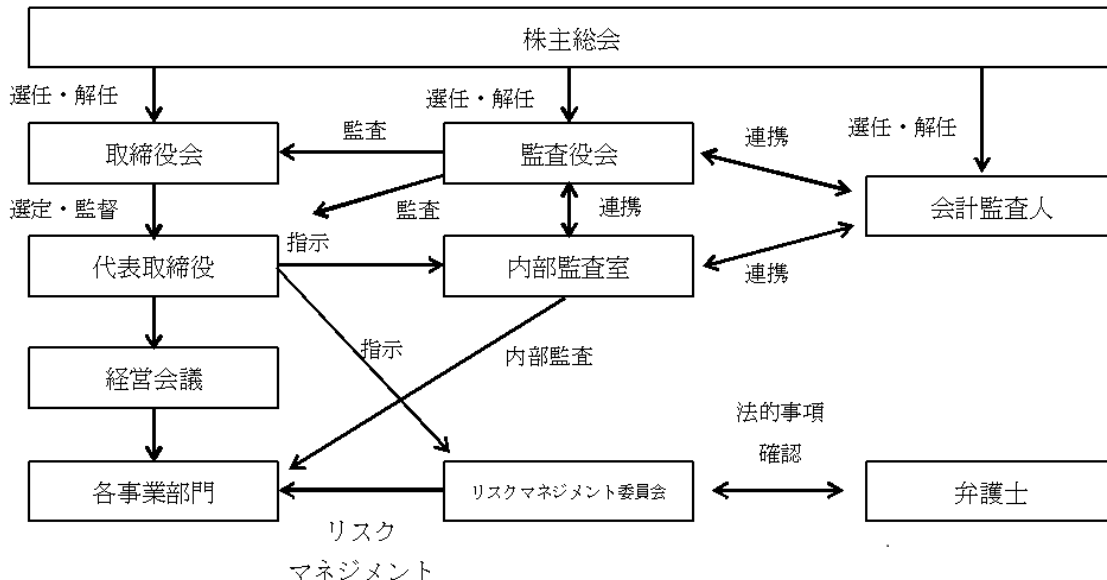 株主総会
選任・解任
選任・解任
選任・解任
取締役会
監査
監査役会
連携
会計監査人
選定・監督
監査
連携
代表取締役
指示
内部監査室
連携
指示
内部監査
経営会議
法的事項
確認
各事業部門
リスクマネジメント委員会
弁護士
リスク
マネジメント